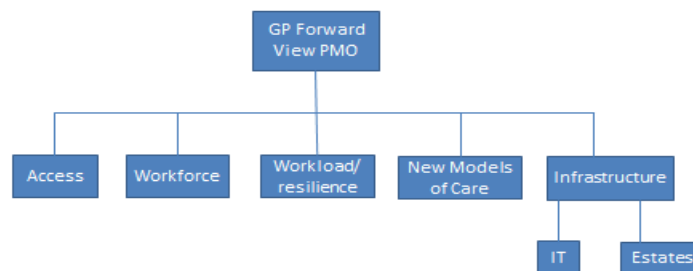 GP Forward
View PMO
Access
Workforce
Workload/
resilience
New Models
of Care
Infrastructure
IT
Estates